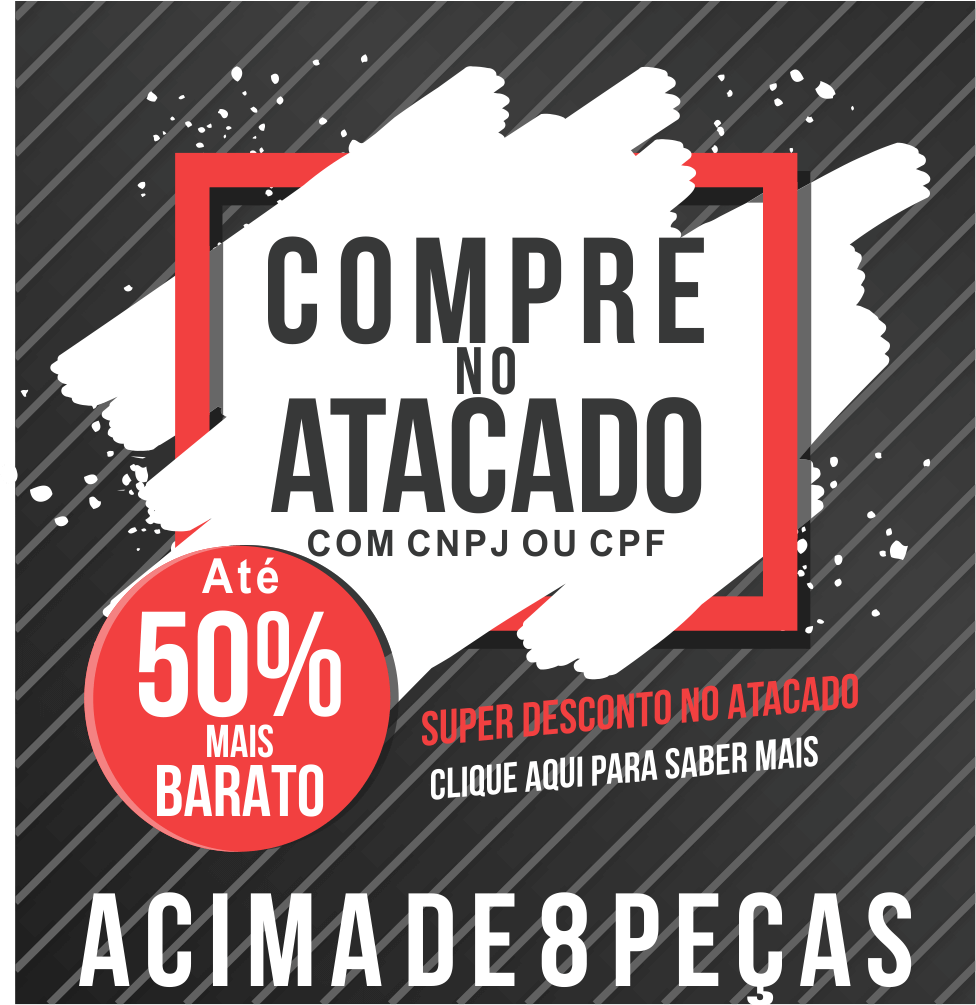 COMPRE
NO
ATACADO
COM CNPJ OU CPF
Até
50%
MAIS
BARATO
SUPER DESCONTO NO ATACADO
CLIQUE AQUI PARA SABER MAIS
ACIMA DE 8 PEÇAS